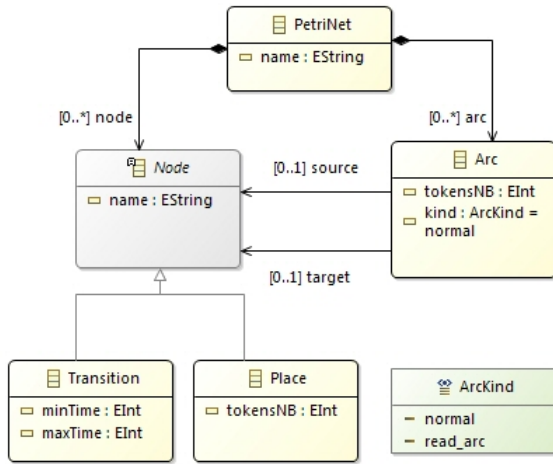 PetriNet
name : EString
[0..*] node
[0..*] arc
Node
name : EString
[0..1] source
[0..1] target
Arc
tokensNB : EInt
kind : ArcKind =
normal
Transition
minTime : EInt
maxTime : EInt
Place
tokensNB : EInt
ArcKind
normal
read_arc